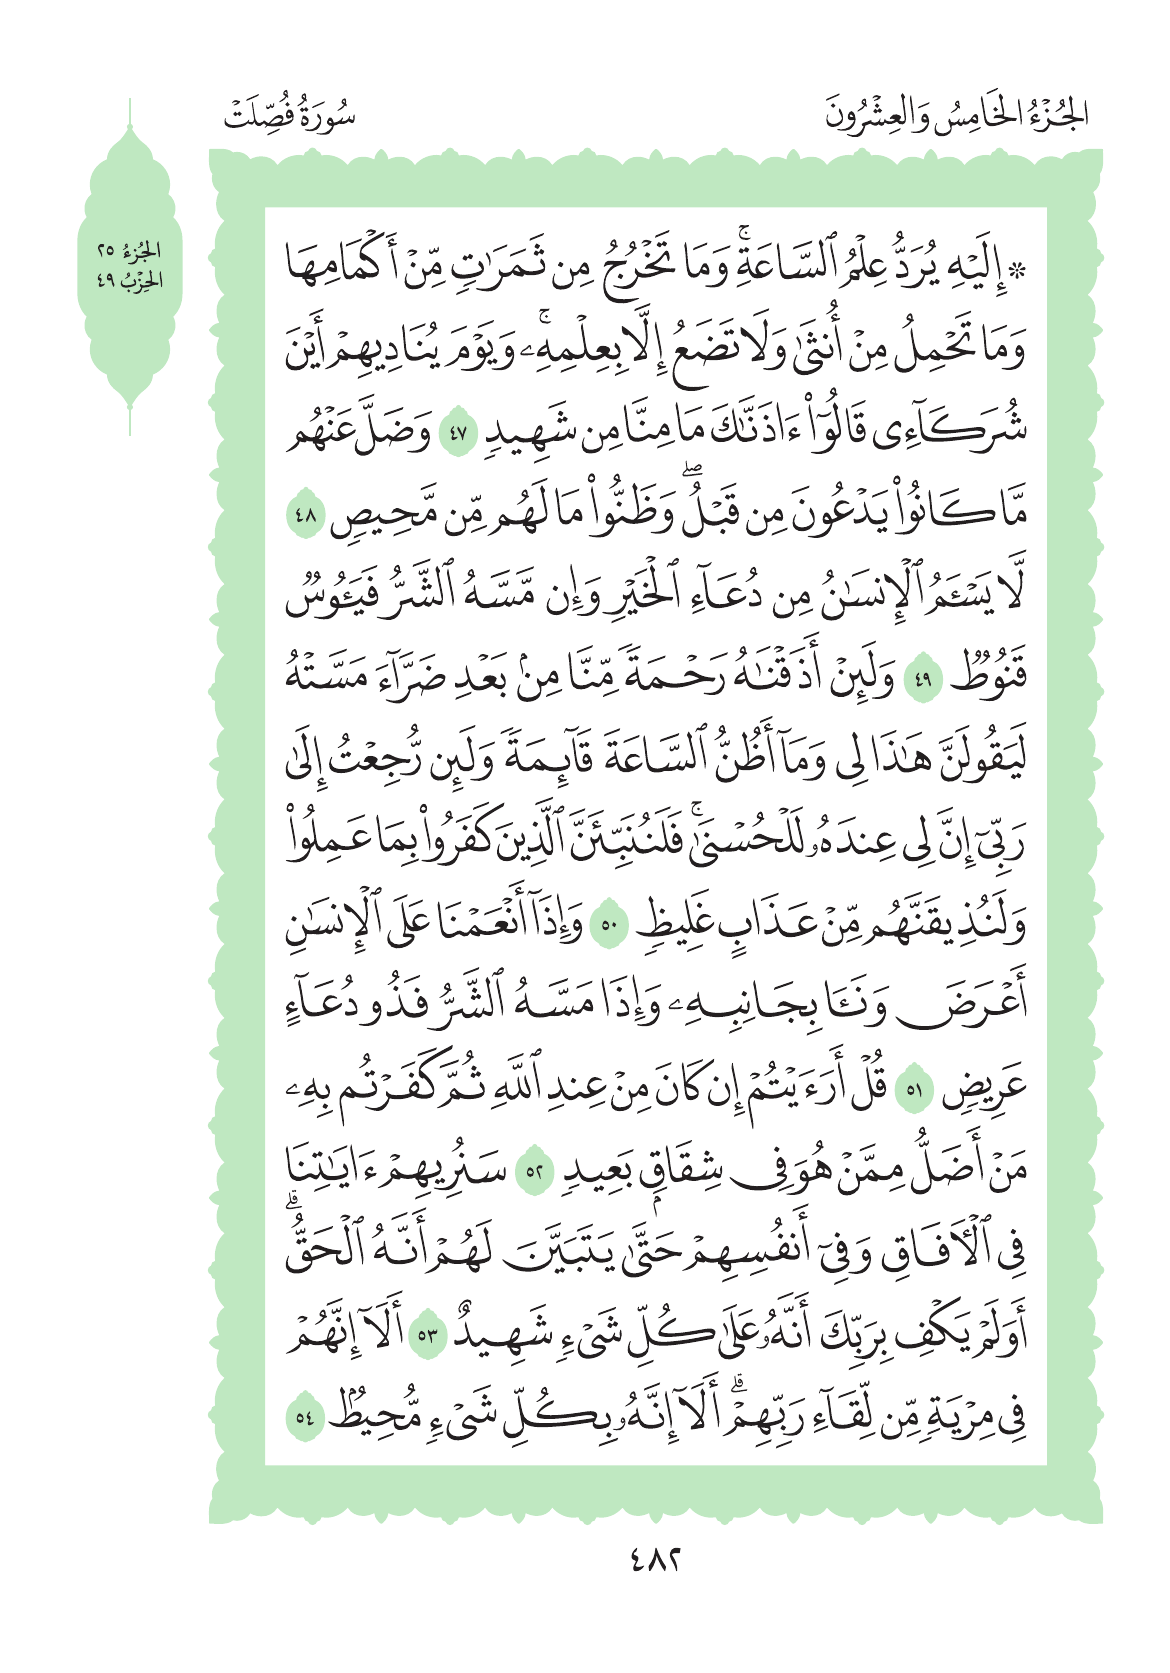 الجُزْءُ الخَامِسُ وَالعِشْرُونَ
سُورَةُ فُصِّلَتْ
الجُزءُ ٢٥
الحِزْبُ ٤٩
۞ إِلَيْهِ يُرَدُّ عِلْمُ ٱلسَّاعَةِۚ وَمَا تَخْرُجُ مِن ثَمَرَٰتٖ مِّنْ أَكْمَامِهَا
وَمَا تَحْمِلُ مِنْ أُنثَىٰ وَلَا تَضَعُ إِلَّا بِعِلْمِهِۦۚ وَيَوْمَ يُنَادِيهِمْ أَيْنَ
شُرَكَآءِي قَالُوٓاْ ءَاذَنَّٰكَ مَا مِنَّا مِن شَهِيدٖ ٤٧ وَضَلَّ عَنْهُم
مَّا كَانُواْ يَدْعُونَ مِن قَبْلُۖ وَظَنُّواْ مَا لَهُم مِّن مَّحِيصٖ ٤٨
لَّا يَسْـَٔمُ ٱلْإِنسَٰنُ مِن دُعَآءِ ٱلْخَيْرِ وَإِن مَّسَّهُ ٱلشَّرُّ فَيَـُٔوسٞ
قَنُوطٞ ٤٩ وَلَئِنْ أَذَقْنَٰهُ رَحْمَةٗ مِّنَّا مِنۢ بَعْدِ ضَرَّآءَ مَسَّتْهُ
لَيَقُولَنَّ هَٰذَا لِي وَمَآ أَظُنُّ ٱلسَّاعَةَ قَآئِمَةٗ وَلَئِن رُّجِعْتُ إِلَىٰ
رَبِّيٓ إِنَّ لِي عِندَهُۥ لَلْحُسْنَىٰۚ فَلَنُنَبِّئَنَّ ٱلَّذِينَ كَفَرُواْ بِمَا عَمِلُواْ
وَلَنُذِيقَنَّهُم مِّنْ عَذَابٍ غَلِيظٖ ٥٠ وَإِذَآ أَنْعَمْنَا عَلَى ٱلْإِنسَٰنِ
أَعْرَضَ وَنَـَٔا بِجَانِبِهِۦ وَإِذَا مَسَّهُ ٱلشَّرُّ فَذُو دُعَآءٍ
عَرِيضٖ ٥١ قُلْ أَرَءَيْتُمْ إِن كَانَ مِنْ عِندِ ٱللَّهِ ثُمَّ كَفَرْتُم بِهِۦ
مَنْ أَضَلُّ مِمَّنْ هُوَ فِي شِقَاقِۭ بَعِيدٖ ٥٢ سَنُرِيهِمْ ءَايَٰتِنَا
فِي ٱلْأٓفَاقِ وَفِيٓ أَنفُسِهِمْ حَتَّىٰ يَتَبَيَّنَ لَهُمْ أَنَّهُ ٱلْحَقُّۗ
أَوَلَمْ يَكْفِ بِرَبِّكَ أَنَّهُۥ عَلَىٰ كُلِّ شَيْءٖ شَهِيدٌ ٥٣ أَلَآ إِنَّهُمْ
فِي مِرْيَةٖ مِّن لِّقَآءِ رَبِّهِمْۗ أَلَآ إِنَّهُۥ بِكُلِّ شَيْءٖ مُّحِيطُۢ ٥٤
٤٨٢